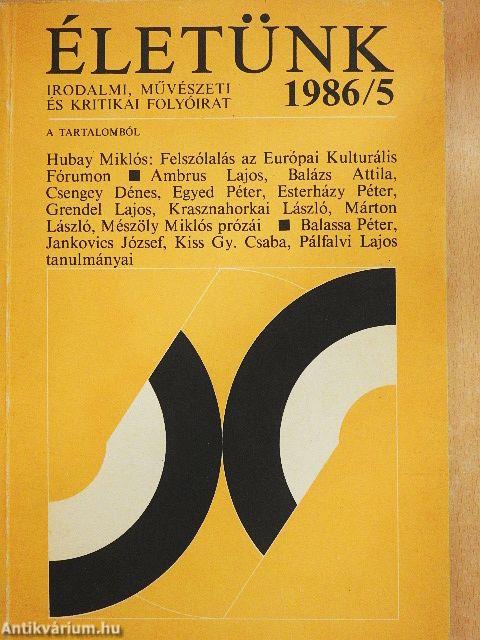 ÉLETÜNK
IRODALMI, MŰVÉSZETI
ÉS KRITIKAI FOLYÓIRAT
1986/5
A TARTALOMBÓL
Hubay Miklós: Felszólalás az Európai Kulturális
Fórumon ■ Ambrus Lajos, Balázs Attila,
Csengey Dénes, Egyed Péter, Esterházy Péter,
Grendel Lajos, Krasznahorkai László, Márton
László, Mészöly Miklós prózái ■ Balassa Péter,
Jankovics József, Kiss Gy. Csaba, Pálfalvi Lajos
tanulmányai
Antikvárium.hu